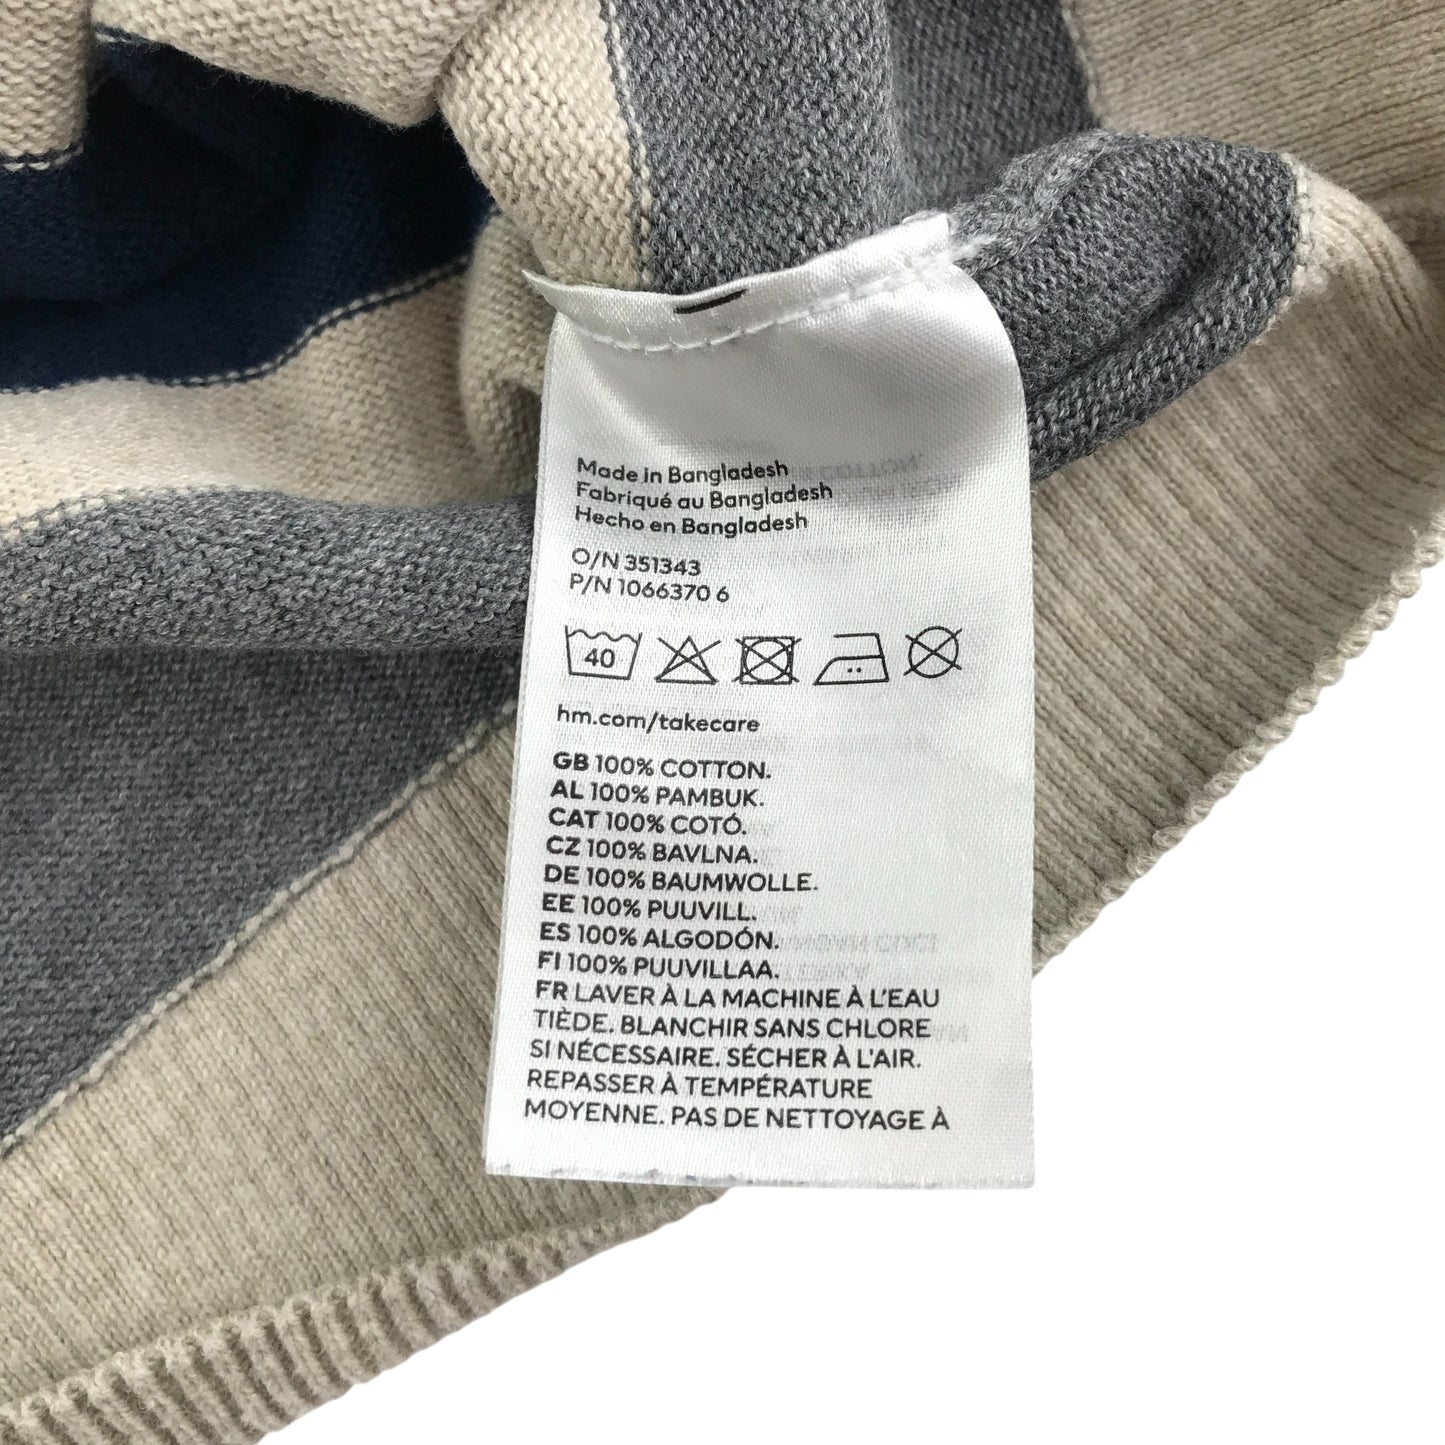 Made in Bangladesh
Fabriqué au Bangladesh
Hecho en Bangladesh
O/N 351343
P/N 1066370 6
40
hm.com/takecare
GB 100% COTTON.
AL 100% PAMBUK.
CAT 100% COTÓ.
CZ 100% BAVLNA.
DE 100% BAUMWOLLE.
EE 100% PUUVILL.
ES 100% ALGODÓN.
FI 100% PUUVILLAA.
FR LAVER À LA MACHINE À L'EAU
TIÈDE. BLANCHIR SANS CHLORE
SI NÉCESSAIRE. SÉCHER À L'AIR.
REPASSER À TEMPÉRATURE
MOYENNE. PAS DE NETTOYAGE À